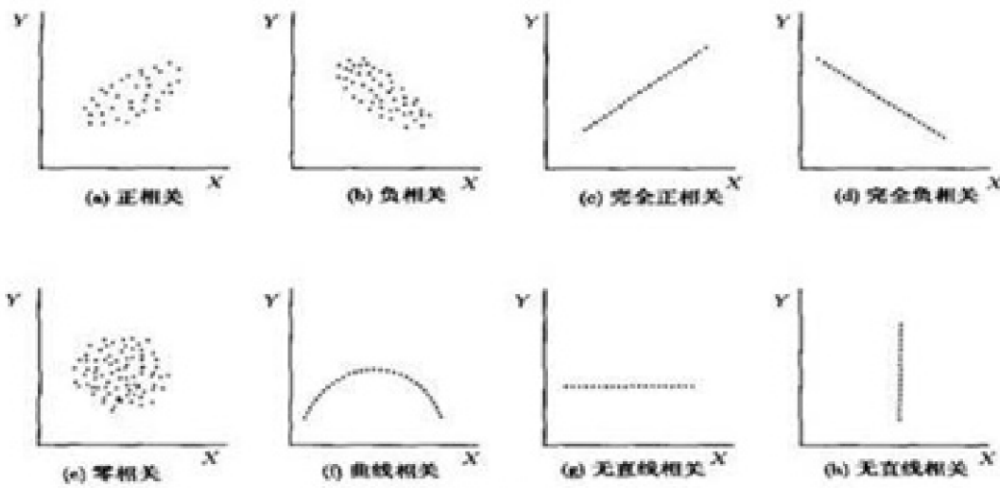 Y Y Y Y
X X X X
(a) 正相关 (b) 负相关 (c) 完全正相关 (d) 完全负相关
Y Y Y Y
X X X X
(e) 零相关 (f) 曲线相关 (g) 无直线相关 (h) 无直线相关